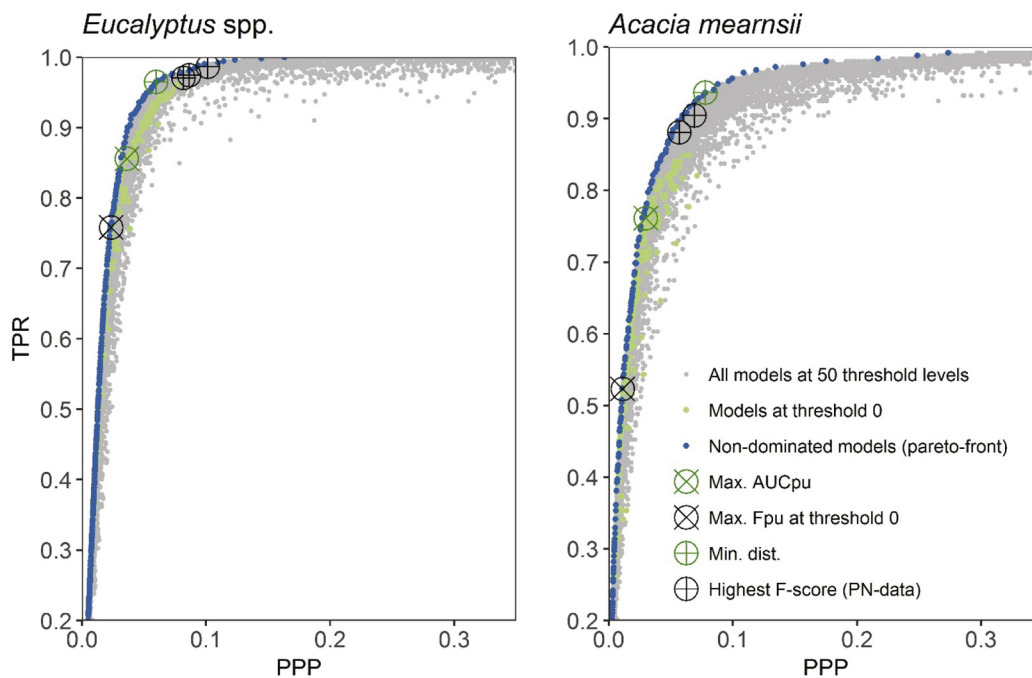 Eucalyptus spp.
1.0
0.9
0.8
0.7
0.6
0.5
0.4
0.3
0.2
TPR
0.0
0.1
0.2
0.3
PPP
Acacia mearnsii
1.0
0.9
0.8
0.7
0.6
0.5
0.4
0.3
0.2
All models at 50 threshold levels
Models at threshold 0
Non-dominated models (pareto-front)
Max. AUCpu
Max. Fpu at threshold 0
Min. dist.
Highest F-score (PN-data)
0.0
0.1
0.2
0.3
PPP